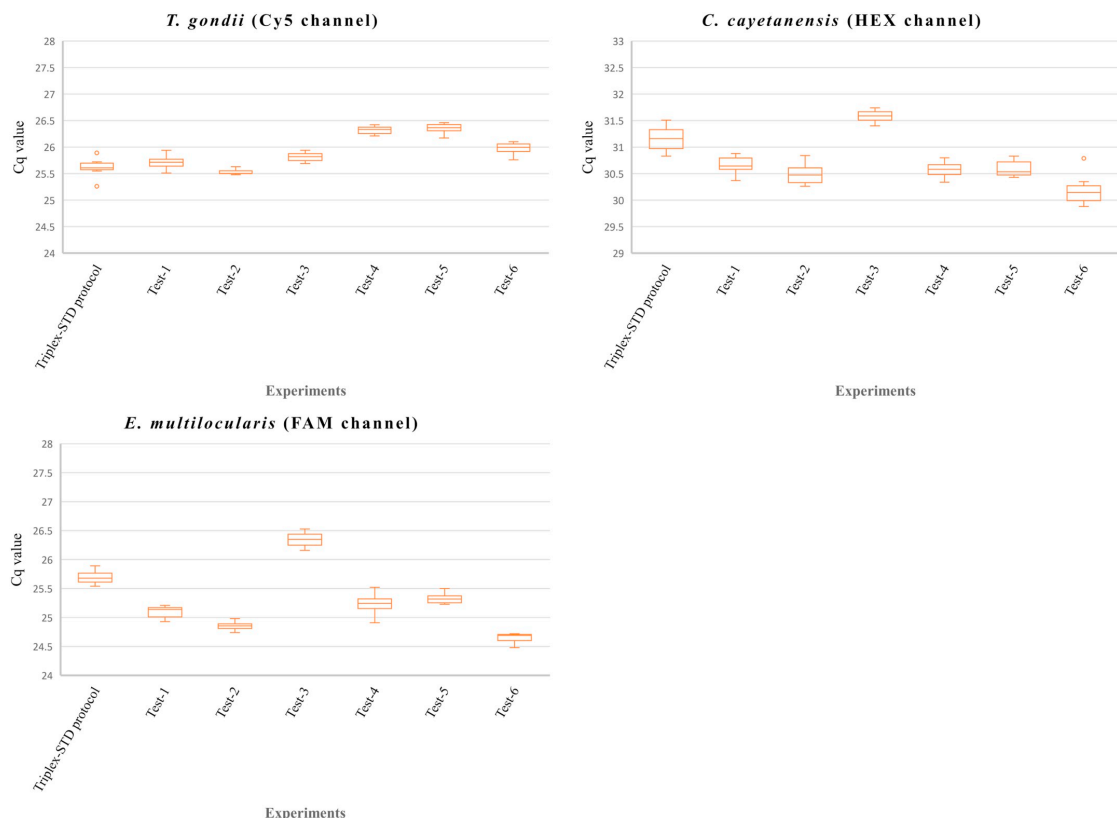 T. gondii (Cy5 channel)
28
27.5
27
26.5
26
25.5
25
24.5
24
Cq value
Triplex-STD protocol
Test-1
Test-2
Test-3
Test-4
Test-5
Test-6
Experiments
C. cayetanensis (HEX channel)
33
32.5
32
31.5
31
30.5
30
29.5
29
Cq value
Triplex-STD protocol
Test-1
Test-2
Test-3
Test-4
Test-5
Test-6
Experiments
E. multilocularis (FAM channel)
28
27.5
27
26.5
26
25.5
25
24.5
24
Cq value
Triplex-STD protocol
Test-1
Test-2
Test-3
Test-4
Test-5
Test-6
Experiments